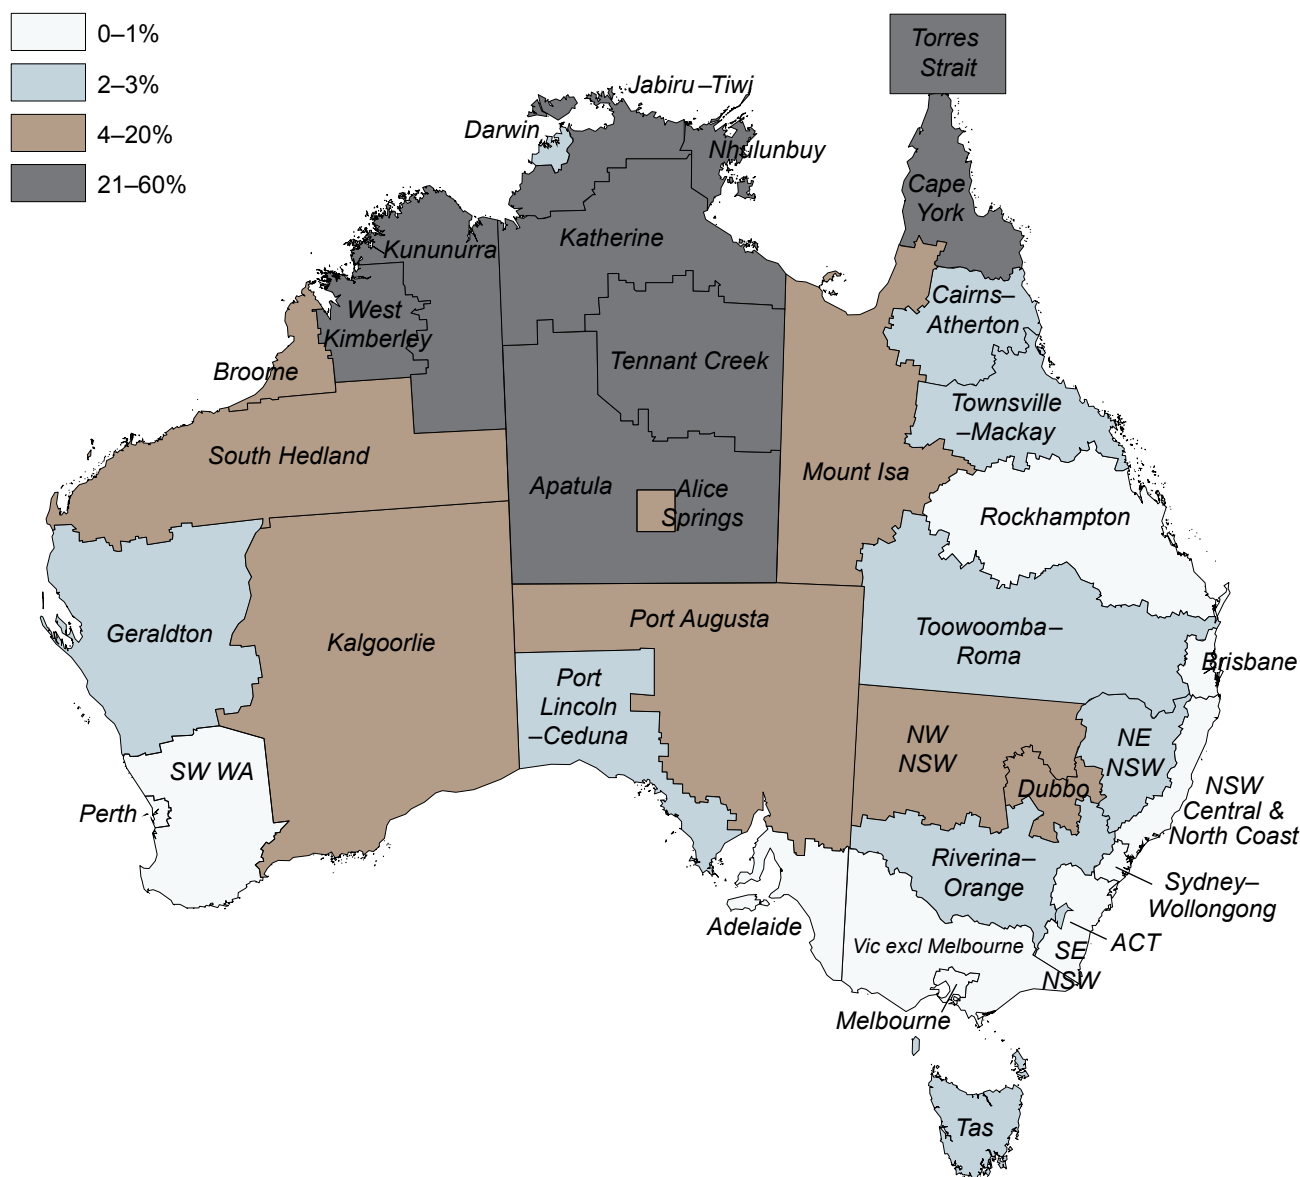 0–1%
2–3%
4–20%
21–60%
Torres
Strait
Jabiru–Tiwi
Darwin
Nhulunbuy
Cape
York
Katherine
Kununurra
West
Kimberley
Cairns–
Atherton
Tennant Creek
Broome
Townsville
–Mackay
South Hedland
Mount Isa
Apatula
Alice
Springs
Rockhampton
Port Augusta
Geraldton
Kalgoorlie
Toowoomba–
Roma
Brisbane
Port
Lincoln
–Ceduna
NW
NSW
NE
NSW
SW WA
Dubbo
NSW
Central &
North Coast
Perth
Riverina–
Orange
Sydney–
Wollongong
Adelaide
Vic excl Melbourne
ACT
SE
NSW
Melbourne
Tas